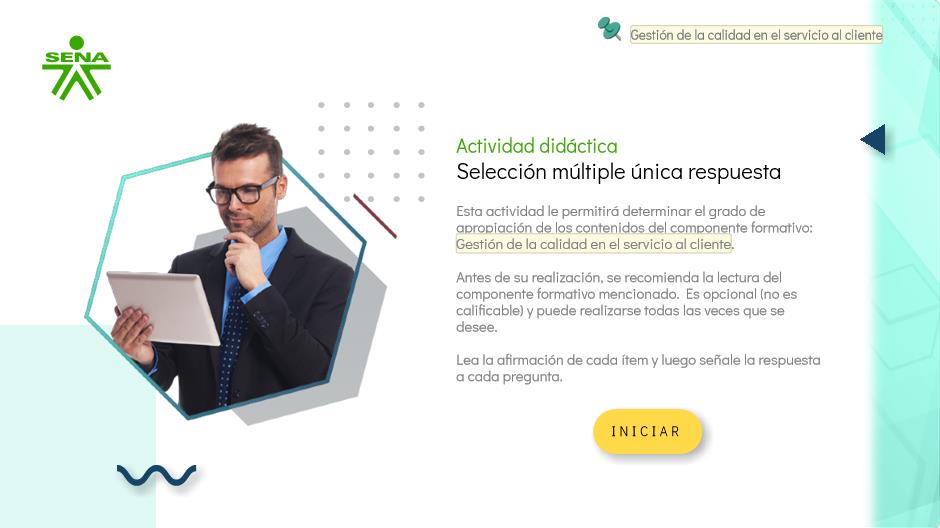 SENA
Gestión de la calidad en el servicio al cliente
Actividad didáctica
Selección múltiple única respuesta
Esta actividad le permitirá determinar el grado de
apropiación de los contenidos del componente formativo:
Gestión de la calidad en el servicio al cliente.
Antes de su realización, se recomienda la lectura del
componente formativo mencionado. Es opcional (no es
calificable) y puede realizarse todas las veces que se
desee.
Lea la afirmación de cada ítem y luego señale la respuesta
a cada pregunta.
INICIAR